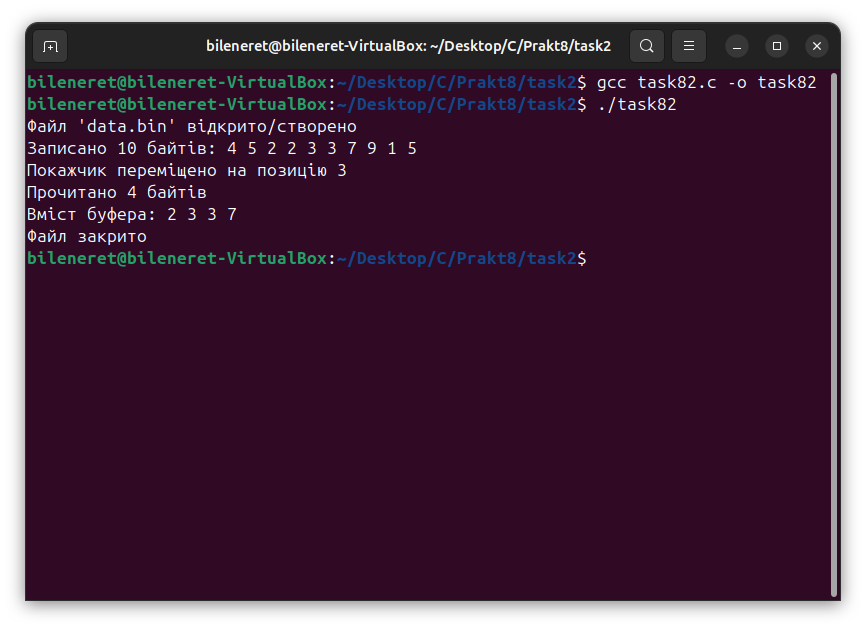 bileneret@bileneret-VirtualBox: ~/Desktop/C/Prakt8/task2
bileneret@bileneret-VirtualBox:~/Desktop/C/Prakt8/task2$ gcc task82.c -o task82
bileneret@bileneret-VirtualBox:~/Desktop/C/Prakt8/task2$ ./task82
Файл 'data.bin' відкрито/створено
Записано 10 байтів: 4 5 2 2 3 3 7 9 1 5
Покажчик переміщено на позицію 3
Прочитано 4 байтів
Вміст буфера: 2 3 3 7
Файл закрито
bileneret@bileneret-VirtualBox:~/Desktop/C/Prakt8/task2$